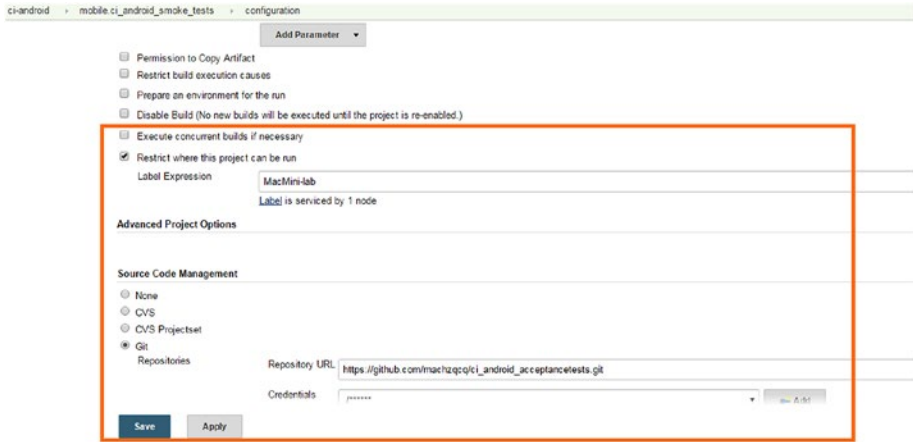 ci-android › mobile.ci_android_smoke_tests › configuration
Add Parameter
Permission to Copy Artifact
Restrict build execution causes
Prepare an environment for the run
Disable Build (No new builds will be executed until the project is re-enabled.)
Execute concurrent builds if necessary
Restrict where this project can be run
Label Expression
MacMini-lab
Label is serviced by 1 node
Advanced Project Options
Source Code Management
None
CVS
CVS Projectset
Git
Repositories
Repository URL
https://github.com/machzqcq/ci_android_acceptancetests.git
Credentials
/******
Add
Save
Apply